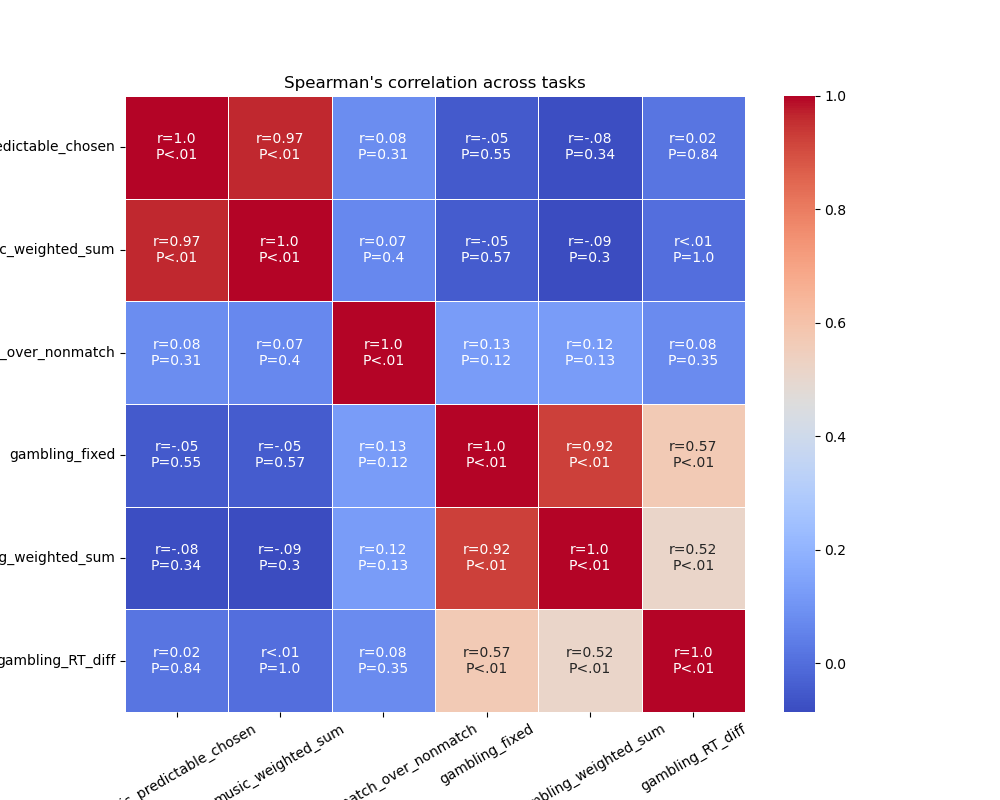 Spearman's correlation across tasks
edictable_chosen
r=1.0 r=0.97 r=0.08 r=-.05 r=-.08 r=0.02
P<.01 P<.01 P=0.31 P=0.55 P=0.34 P=0.84
c_weighted_sum
r=0.97 r=1.0 r=0.07 r=-.05 r=-.09 r<.01
P<.01 P<.01 P=0.4 P=0.57 P=0.3 P=1.0
_over_nonmatch
r=0.08 r=0.07 r=1.0 r=0.13 r=0.12 r=0.08
P=0.31 P=0.4 P<.01 P=0.12 P=0.13 P=0.35
gambling_fixed
r=-.05 r=-.05 r=0.13 r=1.0 r=0.92 r=0.57
P=0.55 P=0.57 P=0.12 P<.01 P<.01 P<.01
g_weighted_sum
r=-.08 r=-.09 r=0.12 r=0.92 r=1.0 r=0.52
P=0.34 P=0.3 P=0.13 P<.01 P<.01 P<.01
gambling_RT_diff
r=0.02 r<.01 r=0.08 r=0.57 r=0.52 r=1.0
P=0.84 P=1.0 P=0.35 P<.01 P<.01 P<.01
ic_predictable_chosen
music_weighted_sum
match_over_nonmatch
gambling_fixed
mbling_weighted_sum
gambling_RT_diff
1.0
0.8
0.6
0.4
0.2
0.0